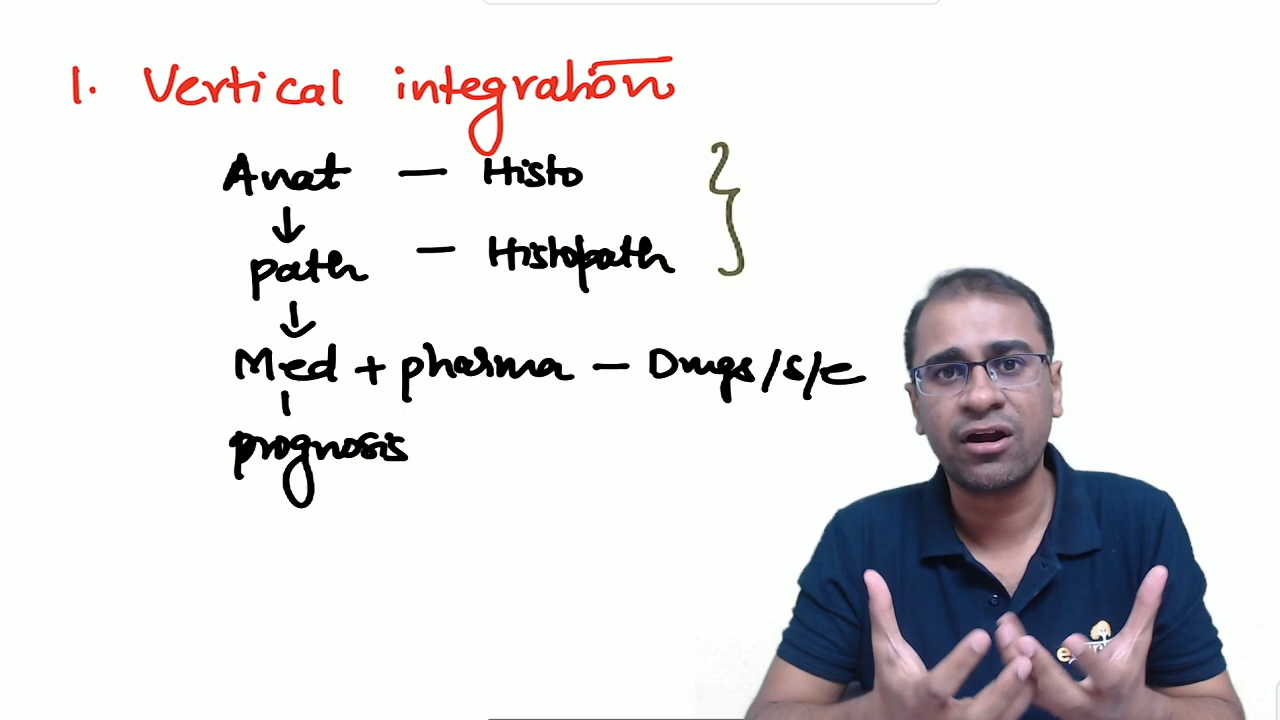 1. Vertical integration
Anat — Histo
↓
path — Histopath
↓
Med + pharma — Drugs/s/e
prognosis